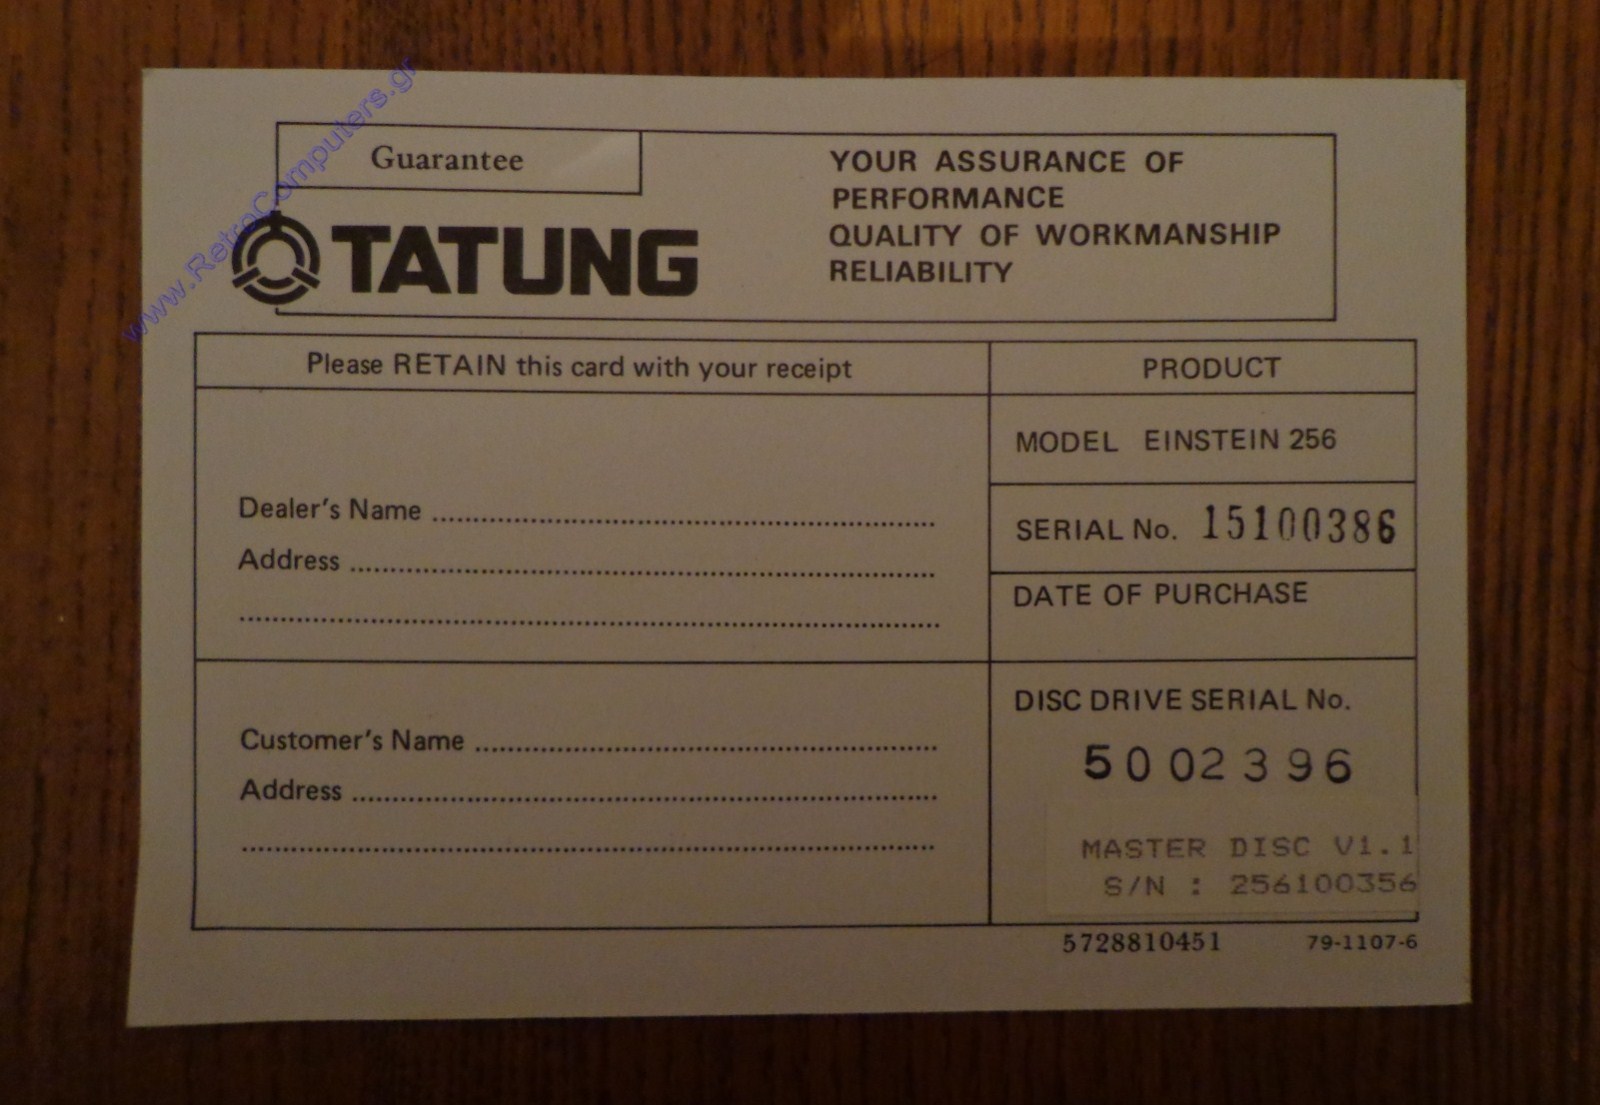 www.RetroComputers.gr
Guarantee
TATUNG
YOUR ASSURANCE OF
PERFORMANCE
QUALITY OF WORKMANSHIP
RELIABILITY
Please RETAIN this card with your receipt
Dealer's Name
Address
Customer's Name
Address
PRODUCT
MODEL EINSTEIN 256
SERIAL No. 15100386
DATE OF PURCHASE
DISC DRIVE SERIAL No.
5002396
MASTER DISC V1.1
S/N : 256100356
5728810451 79-1107-6